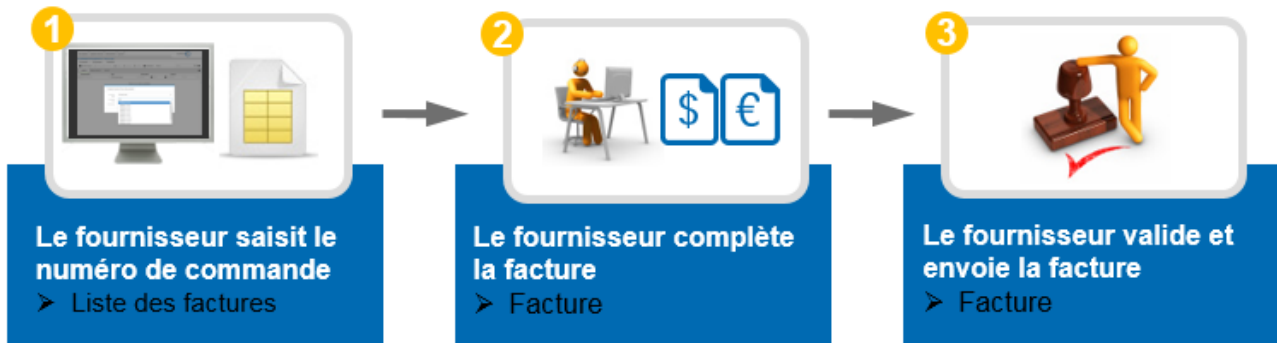 1
Le fournisseur saisit le
numéro de commande
➤ Liste des factures
2
$ €
Le fournisseur complète
la facture
➤ Facture
3
Le fournisseur valide et
envoie la facture
➤ Facture